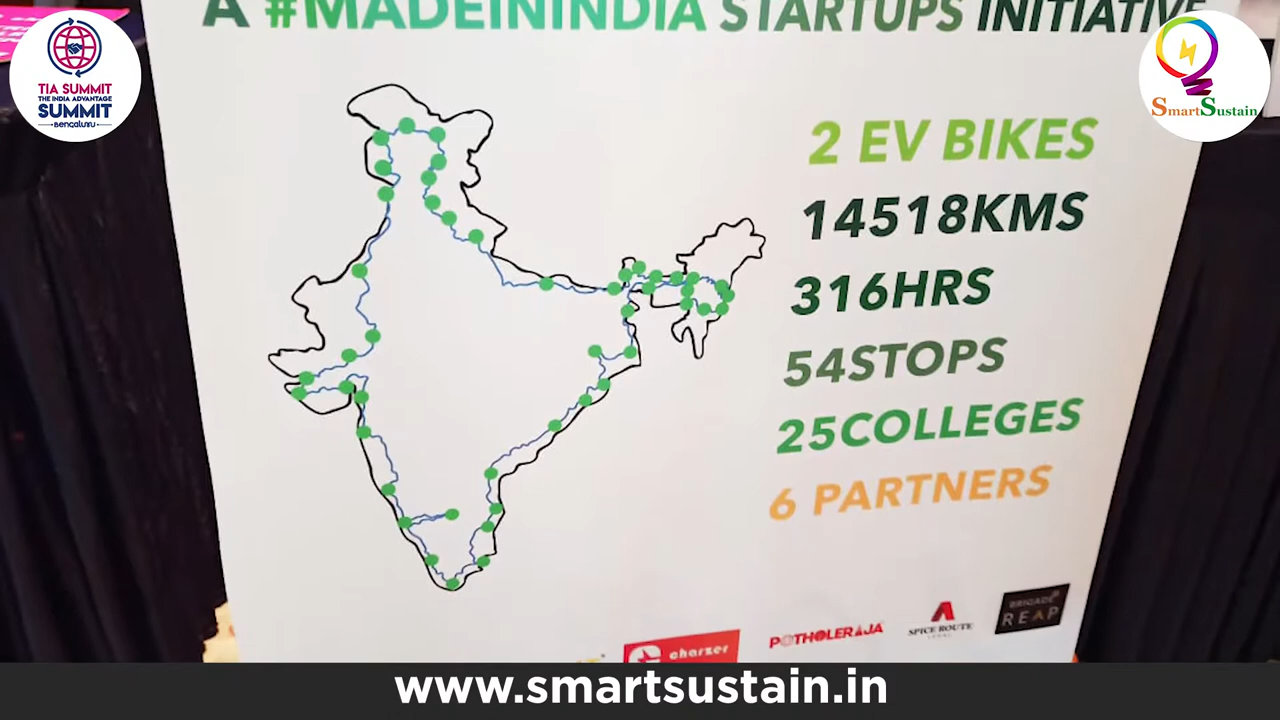 A #MADEININDIA STARTUPS INITIATIVE
TIA SUMMIT
THE INDIA ADVANTAGE
SUMMIT
BENGALURU
SmartSustain
2 EV BIKES
14518KMS
316HRS
54STOPS
25COLLEGES
6 PARTNERS
charzer
POTHOLERAJA
SPICE ROUTE
BRIGADE
REAP
www.smartsustain.in